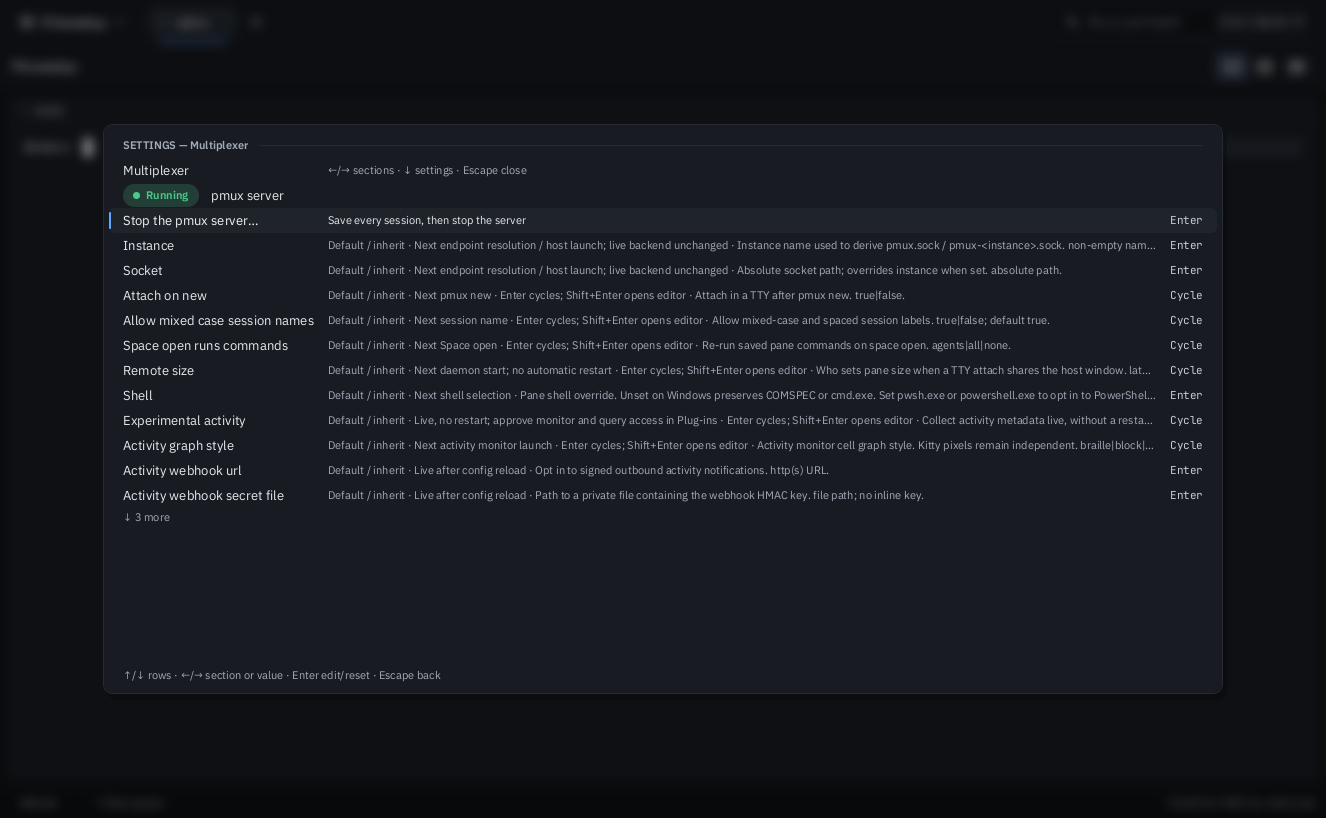 SETTINGS — Multiplexer
Multiplexer ←/→ sections · ↓ settings · Escape close
Running pmux server
Stop the pmux server... Save every session, then stop the server Enter
Instance Default / inherit · Next endpoint resolution / host launch; live backend unchanged · Instance name used to derive pmux.sock / pmux-<instance>.sock. non-empty nam... Enter
Socket Default / inherit · Next endpoint resolution / host launch; live backend unchanged · Absolute socket path; overrides instance when set. absolute path. Enter
Attach on new Default / inherit · Next pmux new · Enter cycles; Shift+Enter opens editor · Attach in a TTY after pmux new. true|false. Cycle
Allow mixed case session names Default / inherit · Next session name · Enter cycles; Shift+Enter opens editor · Allow mixed-case and spaced session labels. true|false; default true. Cycle
Space open runs commands Default / inherit · Next Space open · Enter cycles; Shift+Enter opens editor · Re-run saved pane commands on space open. agents|all|none. Cycle
Remote size Default / inherit · Next daemon start; no automatic restart · Enter cycles; Shift+Enter opens editor · Who sets pane size when a TTY attach shares the host window. lat... Cycle
Shell Default / inherit · Next shell selection · Pane shell override. Unset on Windows preserves COMSPEC or cmd.exe. Set pwsh.exe or powershell.exe to opt in to PowerShel... Enter
Experimental activity Default / inherit · Live, no restart; approve monitor and query access in Plug-ins · Enter cycles; Shift+Enter opens editor · Collect activity metadata live, without a resta... Cycle
Activity graph style Default / inherit · Next activity monitor launch · Enter cycles; Shift+Enter opens editor · Activity monitor cell graph style. Kitty pixels remain independent. braille|block|... Cycle
Activity webhook url Default / inherit · Live after config reload · Opt in to signed outbound activity notifications. http(s) URL. Enter
Activity webhook secret file Default / inherit · Live after config reload · Path to a private file containing the webhook HMAC key. file path; no inline key. Enter
↓ 3 more
↑/↓ rows · ←/→ section or value · Enter edit/reset · Escape back